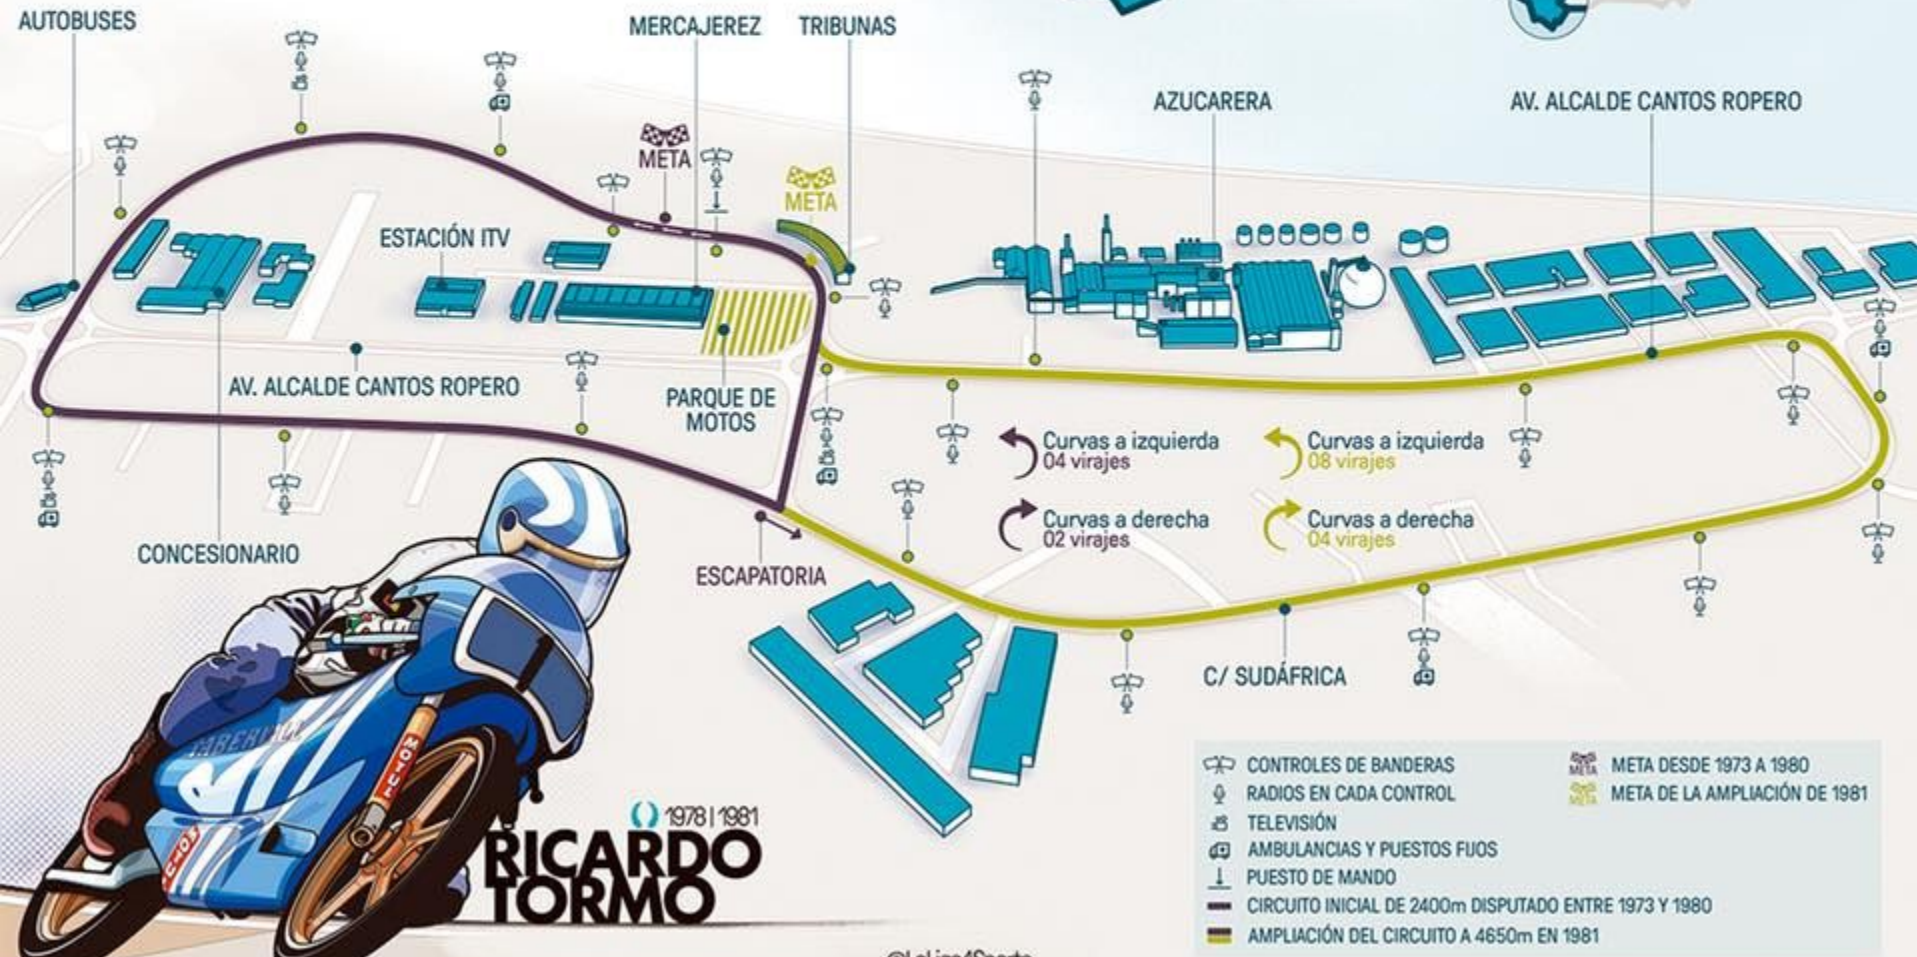 AUTOBUSES
MERCAJEREZ
TRIBUNAS
AZUCARERA
AV. ALCALDE CANTOS ROPERO
META
META
ESTACIÓN ITV
AV. ALCALDE CANTOS ROPERO
PARQUE DE
MOTOS
Curvas a izquierda
04 virajes
Curvas a izquierda
08 virajes
Curvas a derecha
02 virajes
Curvas a derecha
04 virajes
CONCESIONARIO
ESCAPATORIA
C/ SUDÁFRICA
MOTUL
1978 | 1981
RICARDO
TORMO
CONTROLES DE BANDERAS
RADIOS EN CADA CONTROL
TELEVISIÓN
AMBULANCIAS Y PUESTOS FIJOS
PUESTO DE MANDO
CIRCUITO INICIAL DE 2400m DISPUTADO ENTRE 1973 Y 1980
AMPLIACIÓN DEL CIRCUITO A 4650m EN 1981
META
META DESDE 1973 A 1980
META
META DE LA AMPLIACIÓN DE 1981